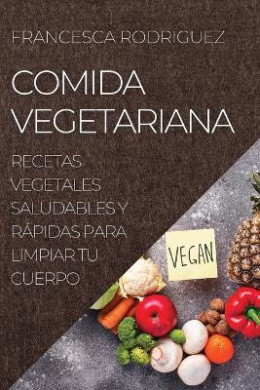 FRANCESCA RODRIGUEZ
COMIDA
VEGETARIANA
RECETAS
VEGETALES
SALUDABLES Y
RÁPIDAS PARA
LIMPIAR TU
CUERPO
VEGAN